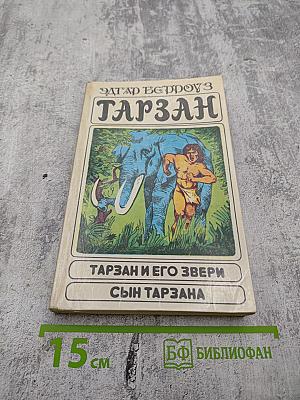 ЭДГАР БЕРРОУЗ
ТАРЗАН
ТАРЗАН И ЕГО ЗВЕРИ
СЫН ТАРЗАНА
15 см
БФ БИБЛИОФАН